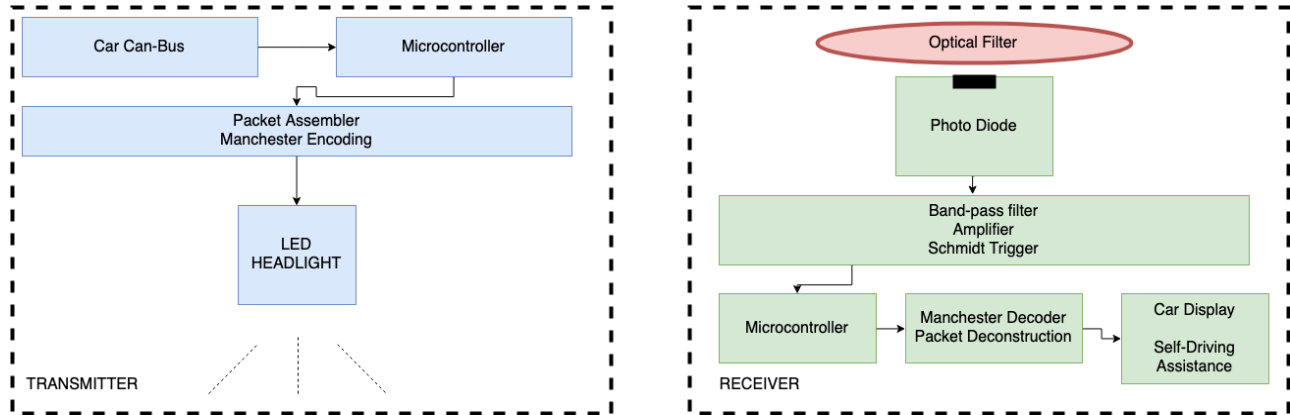 Car Can-Bus
Microcontroller
Packet Assembler
Manchester Encoding
LED
HEADLIGHT
TRANSMITTER
Optical Filter
Photo Diode
Band-pass filter
Amplifier
Schmidt Trigger
Microcontroller
Manchester Decoder
Packet Deconstruction
Car Display
Self-Driving
Assistance
RECEIVER